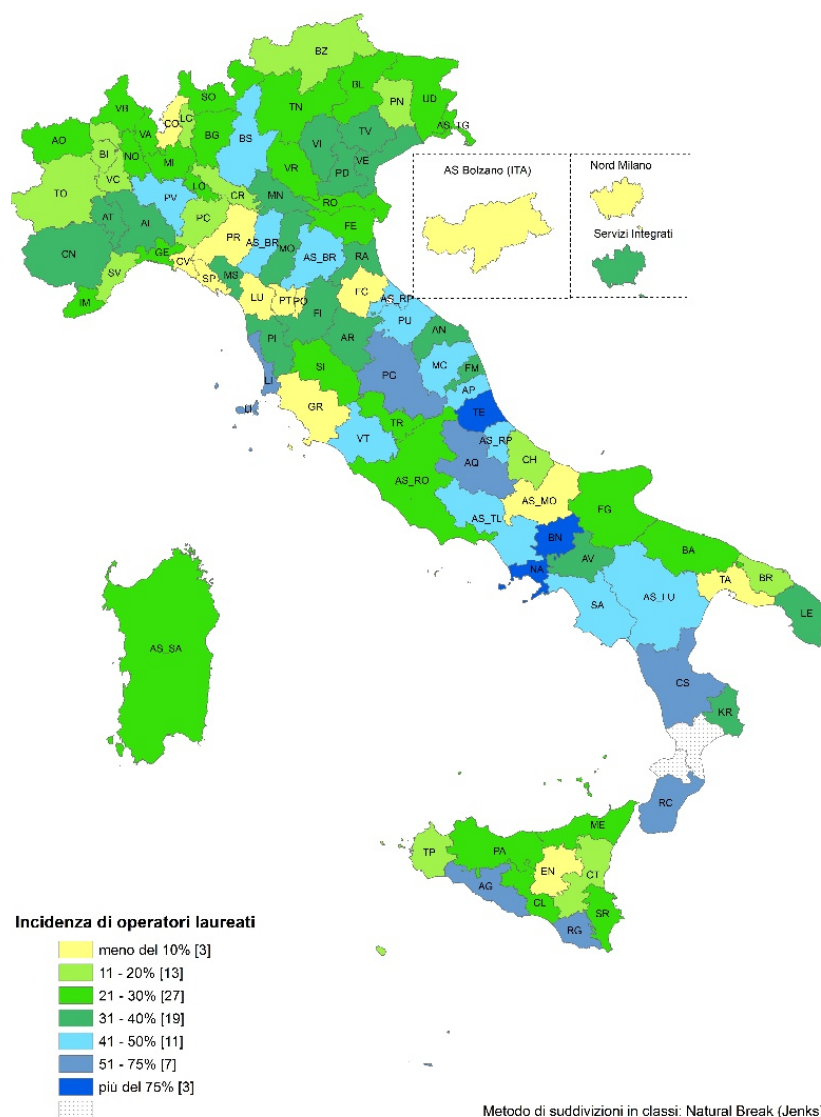 BZ
SO
BL
TN
PN
UD
VB
CO
LC
AS_IG
AO
VA
BG
BS
TV
VI
NO
BI
MI
VR
VE
PD
VC
TO
LO
PV
CR
MN
RO
AT
AL
PC
FE
PR
AS_BR
MO
AS_BR
RA
CN
GE
SV
CV
SP
MS
IM
LU
PT
PO
FC
AS_RP
FI
PU
AN
PI
AR
MC
FM
SI
PG
AP
LI
LI
GR
TR
TE
VT
AS_RP
AQ
CH
AS_RO
AS_MO
FG
AS_TL
BN
BA
AV
NA
TA
BR
SA
AS_LU
LE
AS_SA
CS
KR
RC
ME
TP
PA
EN
CT
AG
CL
SR
RG
AS Bolzano (ITA)
Nord Milano
Servizi Integrati
Incidenza di operatori laureati
meno del 10% [3]
11 - 20% [13]
21 - 30% [27]
31 - 40% [19]
41 - 50% [11]
51 - 75% [7]
più del 75% [3]
Metodo di suddivizioni in classi: Natural Break (Jenks